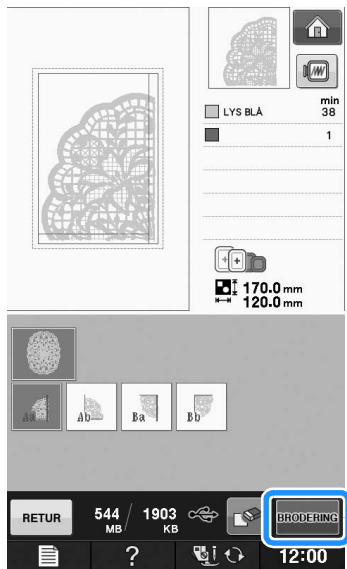 min
LYS BLÅ 38
1
170.0 mm
120.0 mm
Aa Ab Ba Bb
RETUR 544 MB / 1903 KB BRODERING
? 12:00